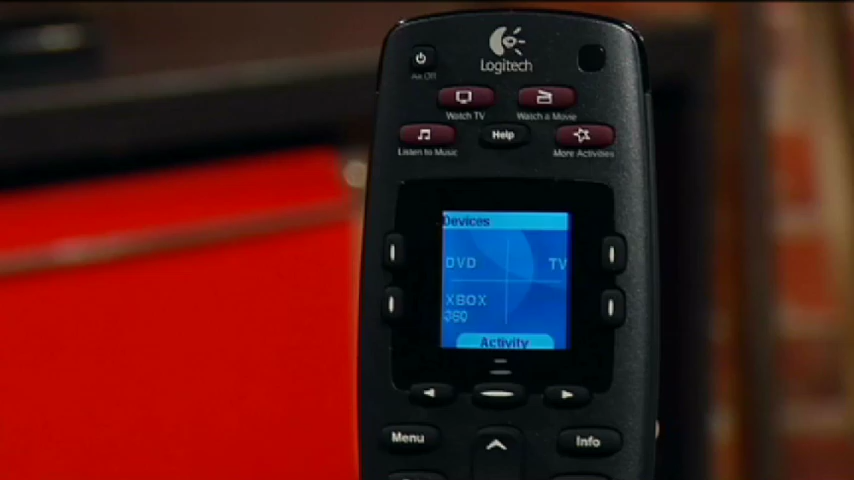 Logitech
All Off
Watch TV
Watch a Movie
Listen to Music
Help
More Activities
Devices
DVD
TV
XBOX
360
Activity
Menu
Info